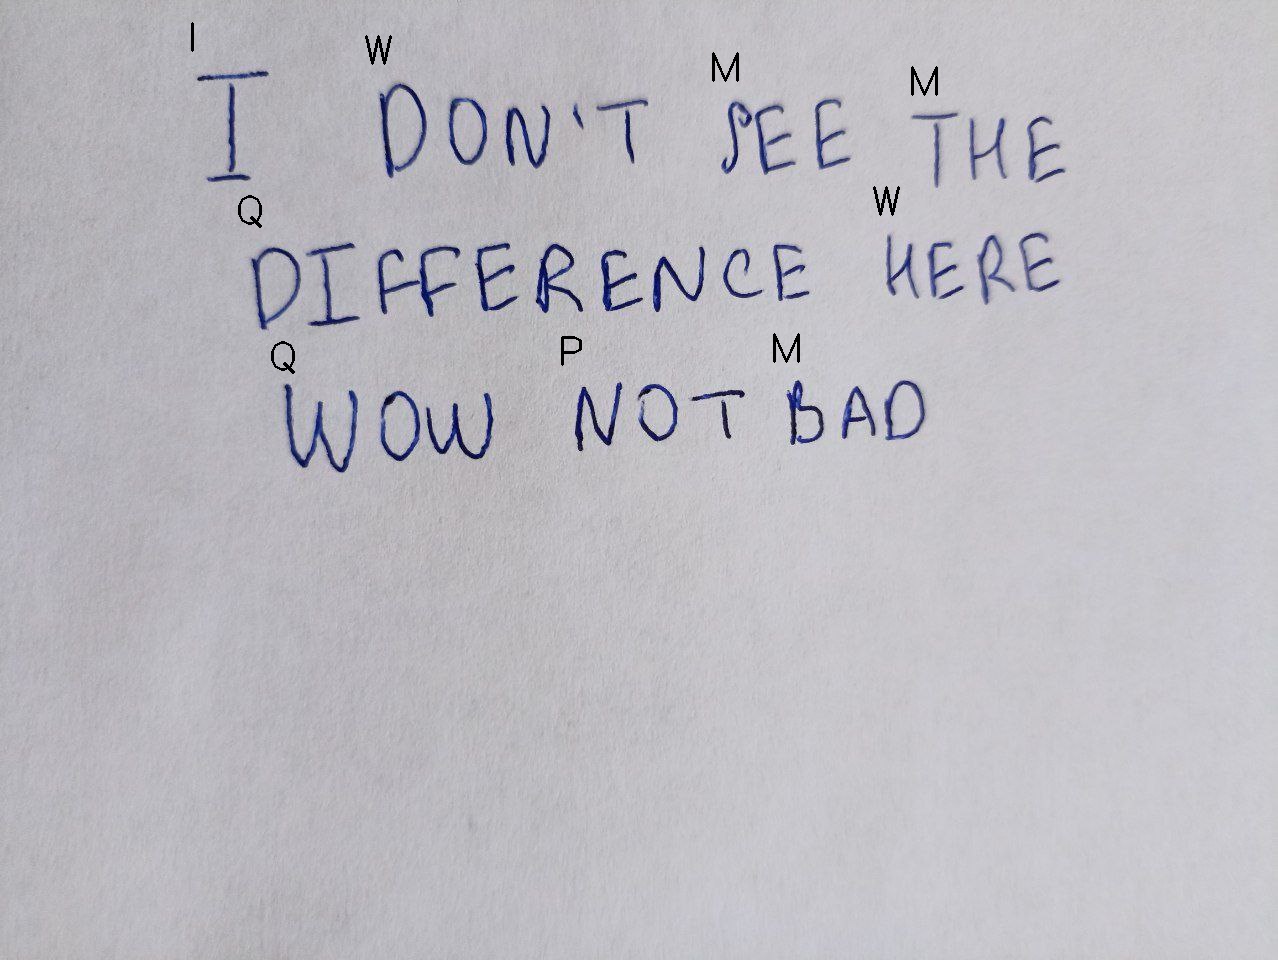 I W M M
I DON'T SEE THE
Q W
DIFFERENCE HERE
Q P M
WOW NOT BAD